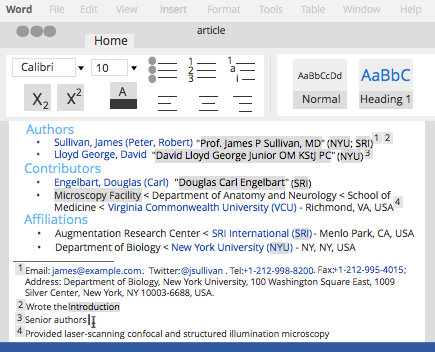 Word File Edit View Insert Format Tools Table Window Help
article
Home
Calibri 10 1 2 3 1 a i AaBbCcDd AaBbC
X2 X2 A Normal Heading 1
Authors
• Sullivan, James (Peter, Robert) "Prof. James P Sullivan, MD" (NYU; SRI)1 2
• Lloyd George, David "David Lloyd George Junior OM KStJ PC" (NYU)3
Contributors
• Engelbart, Douglas (Carl) "Douglas Carl Engelbart" (SRI)
• Microscopy Facility < Department of Anatomy and Neurology < School of
Medicine < Virginia Commonwealth University (VCU) - Richmond, VA, USA 4
Affiliations
• Augmentation Research Center < SRI International (SRI)- Menlo Park, CA, USA
• Department of Biology < New York University (NYU) - NY, NY, USA
1 Email: james@example.com. Twitter:@jsullivan. Tel:+1-212-998-8200. Fax:+1-212-995-4015;
Address: Department of Biology, New York University, 100 Washington Square East, 1009
Silver Center, New York, NY 10003-6688, USA.
2 Wrote the introduction
3 Senior authors
4 Provided laser-scanning confocal and structured illumination microscopy